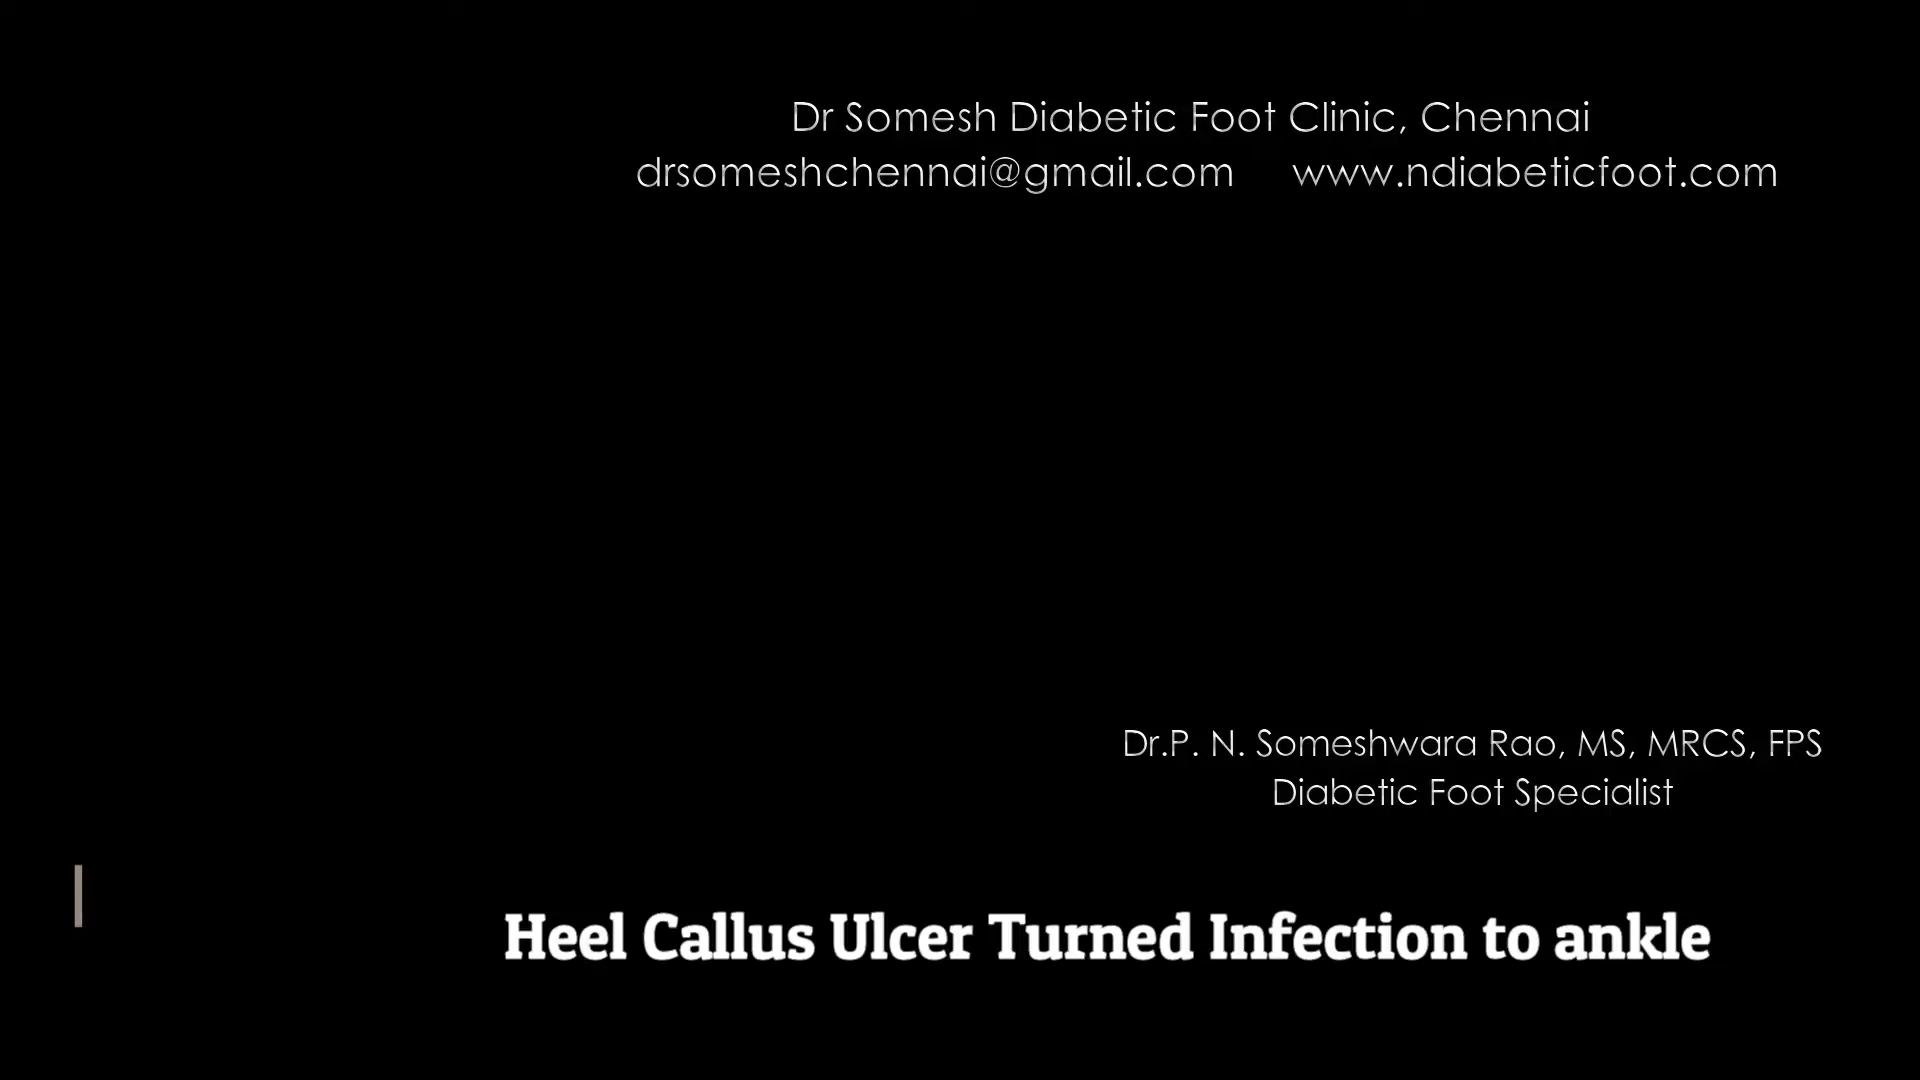 Dr Somesh Diabetic Foot Clinic, Chennai
drsomeshchennai@gmail.com www.ndiabeticfoot.com
Dr.P. N. Someshwara Rao, MS, MRCS, FPS
Diabetic Foot Specialist
Heel Callus Ulcer Turned Infection to ankle